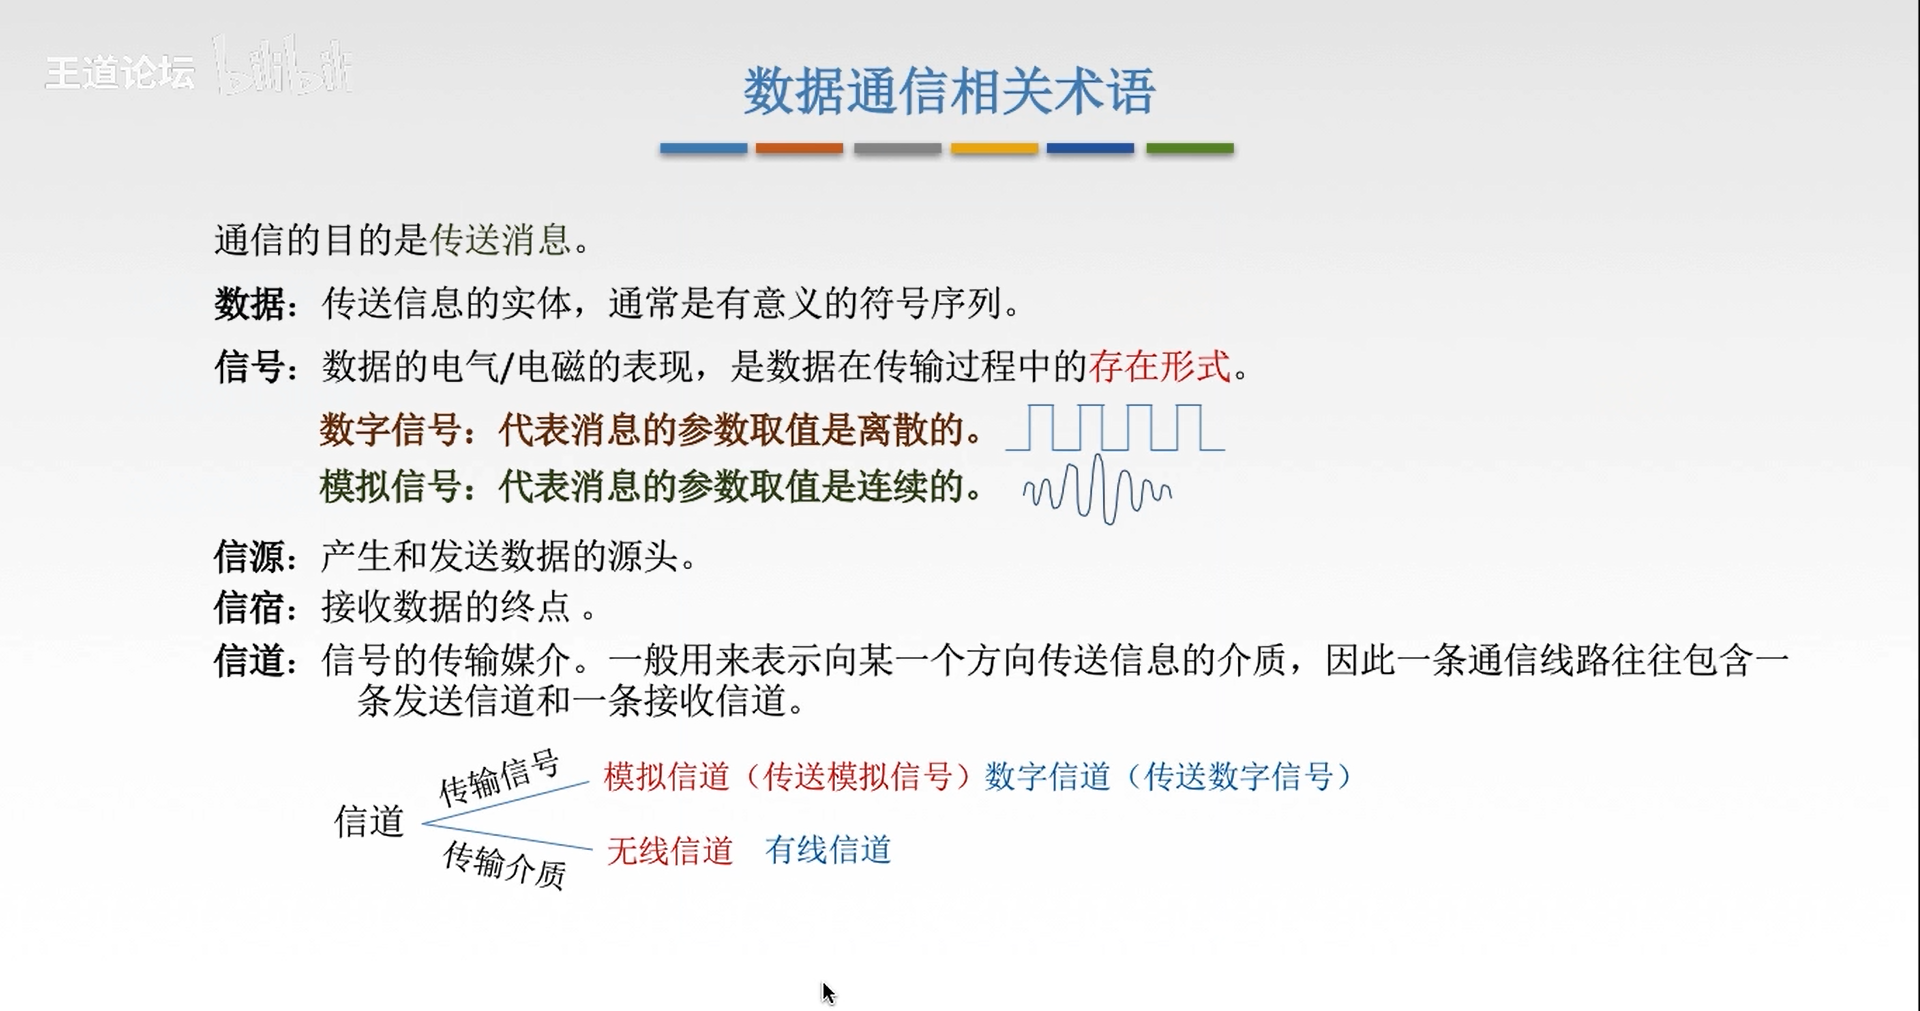 王道论坛 bilibili
数据通信相关术语
通信的目的是传送消息。
数据：传送信息的实体，通常是有意义的符号序列。
信号：数据的电气/电磁的表现，是数据在传输过程中的存在形式。
数字信号：代表消息的参数取值是离散的。
模拟信号：代表消息的参数取值是连续的。
信源：产生和发送数据的源头。
信宿：接收数据的终点 。
信道：信号的传输媒介。一般用来表示向某一个方向传送信息的介质，因此一条通信线路往往包含一
条发送信道和一条接收信道。
传输信号
模拟信道（传送模拟信号）数字信道（传送数字信号）
信道
传输介质
无线信道 有线信道